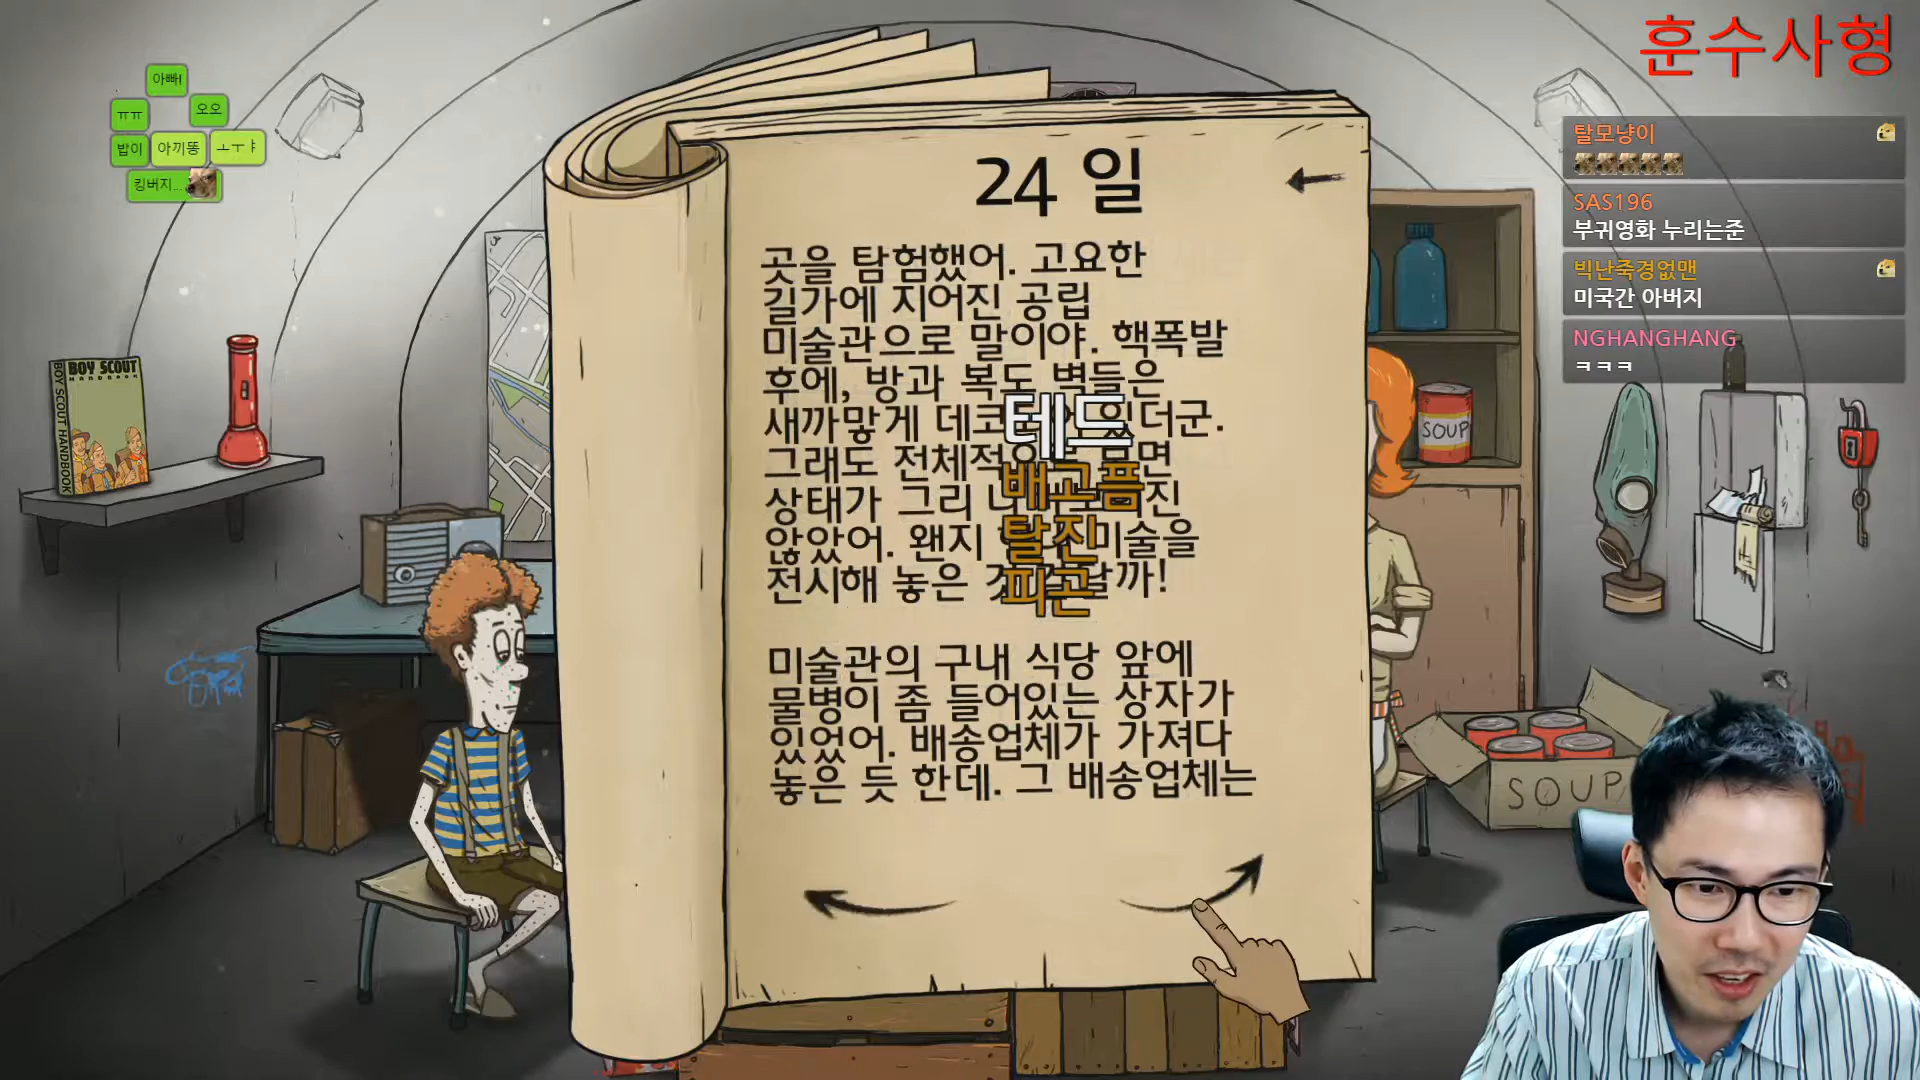 훈수사형
아빠!
ㅠㅠ
오오
밥이
아끼똥
ㅗㅜㅑ
킹버지...
탈모냥이
SAS196
부귀영화 누리는준
빅난죽경없맨
미국간 아버지
NGHANGHANG
ㅋㅋㅋ
24 일
곳을 탐험했어. 고요한
길가에 지어진 공립
미술관으로 말이야. 핵폭발
후에, 방과 복도 벽들은
새까맣게 있더군.
그래도
상태가 그리
않았어. 왠지 미술을
전시해 놓은
미술관의 구내 식당 앞에
물병이 좀 들어있는 상자가
있었어. 배송업체가 가져다
놓은 듯 한데. 그 배송업체는
테드
배고픔
탈진
피곤
BOY SCOUT
HANDBOOK
BOY SCOUT HANDBOOK
SOUP
SOUP